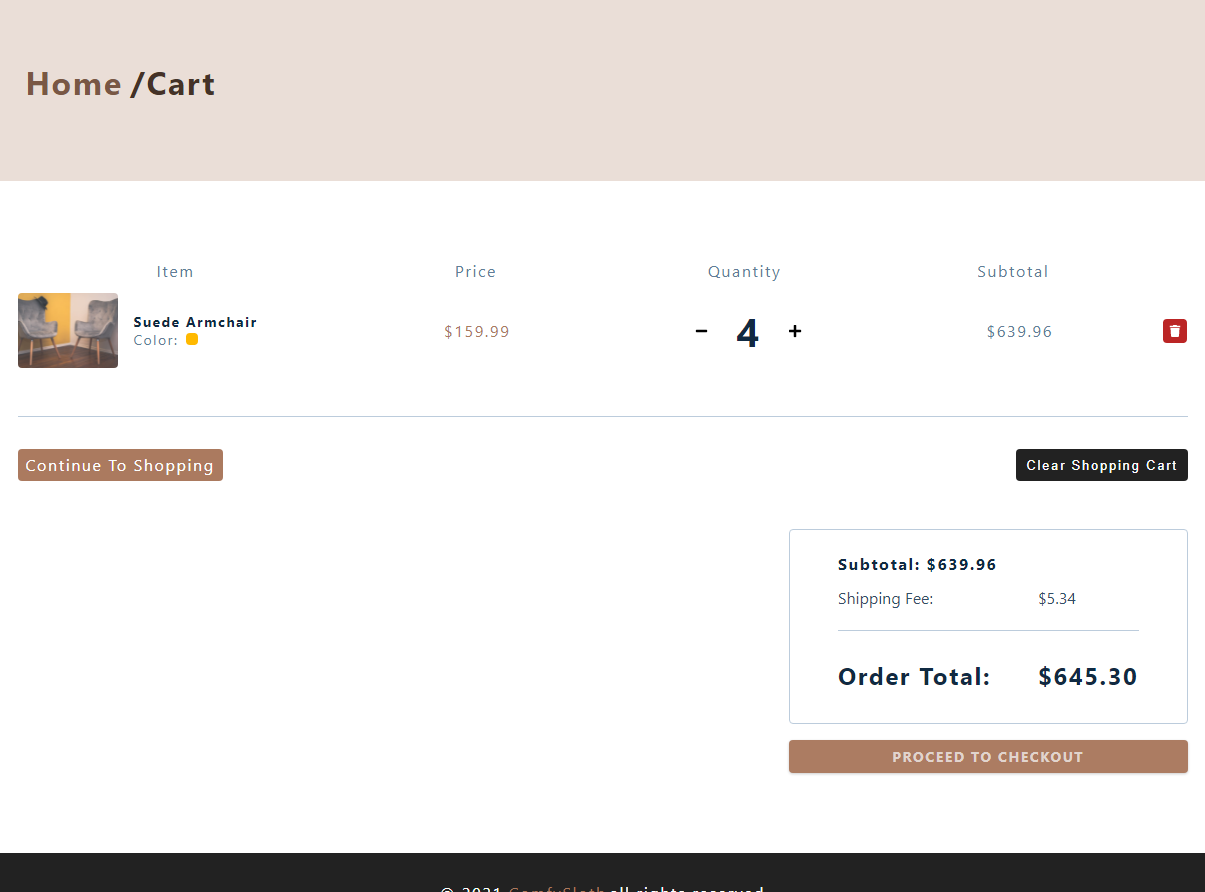 Home /Cart
Item Price Quantity Subtotal
Suede Armchair
Color:
$159.99 - 4 + $639.96
Continue To Shopping Clear Shopping Cart
Subtotal: $639.96
Shipping Fee: $5.34
Order Total: $645.30
PROCEED TO CHECKOUT
© 2021 ComfySloth all rights reserved